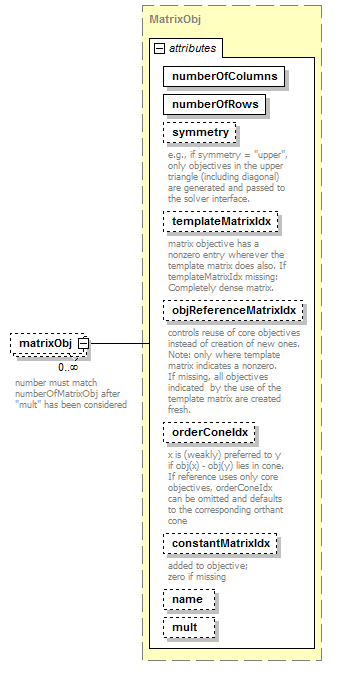 MatrixObj
attributes
numberOfColumns
numberOfRows
symmetry
e.g., if symmetry = "upper",
only objectives in the upper
triangle (including diagonal)
are generated and passed to
the solver interface.
templateMatrixIdx
matrix objective has a
nonzero entry wherever the
template matrix does also. If
templateMatrixIdx missing:
Completely dense matrix.
objReferenceMatrixIdx
controls reuse of core objectives
instead of creation of new ones.
Note: only where template
matrix indicates a nonzero.
If missing, all objectives
indicated  by the use of the
template matrix are created
fresh.
matrixObj
0..∞
number must match
numberOfMatrixObj after
"mult" has been considered
orderConeIdx
x is (weakly) preferred to y
if obj(x) - obj(y) lies in cone.
If reference uses only core
objectives, orderConeIdx
can be omitted and defaults
to the corresponding orthant
cone
constantMatrixIdx
added to objective;
zero if missing
name
mult